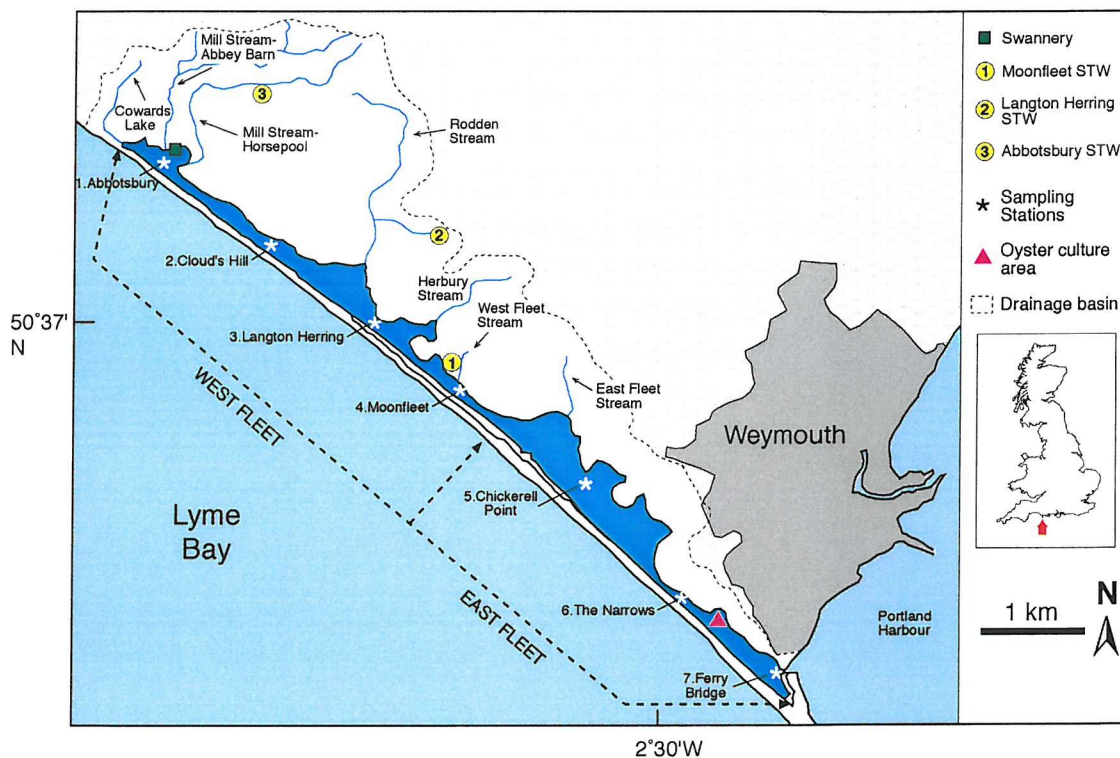 Mill Stream-
Abbey Barn
Cowards
Lake
3
Mill Stream-
Horsepool
Rodden
Stream
1.Abbotsbury
2
2.Cloud's Hill
Herbury
Stream
West Fleet
Stream
50°37'
N
3.Langton Herring
1
East Fleet
Stream
4.Moonfleet
WEST FLEET
Weymouth
5.Chickerell
Point
Lyme
Bay
EAST FLEET
6.The Narrows
Portland
Harbour
7.Ferry
Bridge
2°30'W
Swannery
1 Moonfleet STW
2 Langton Herring
STW
3 Abbotsbury STW
Sampling
Stations
Oyster culture
area
Drainage basin
N
1 km